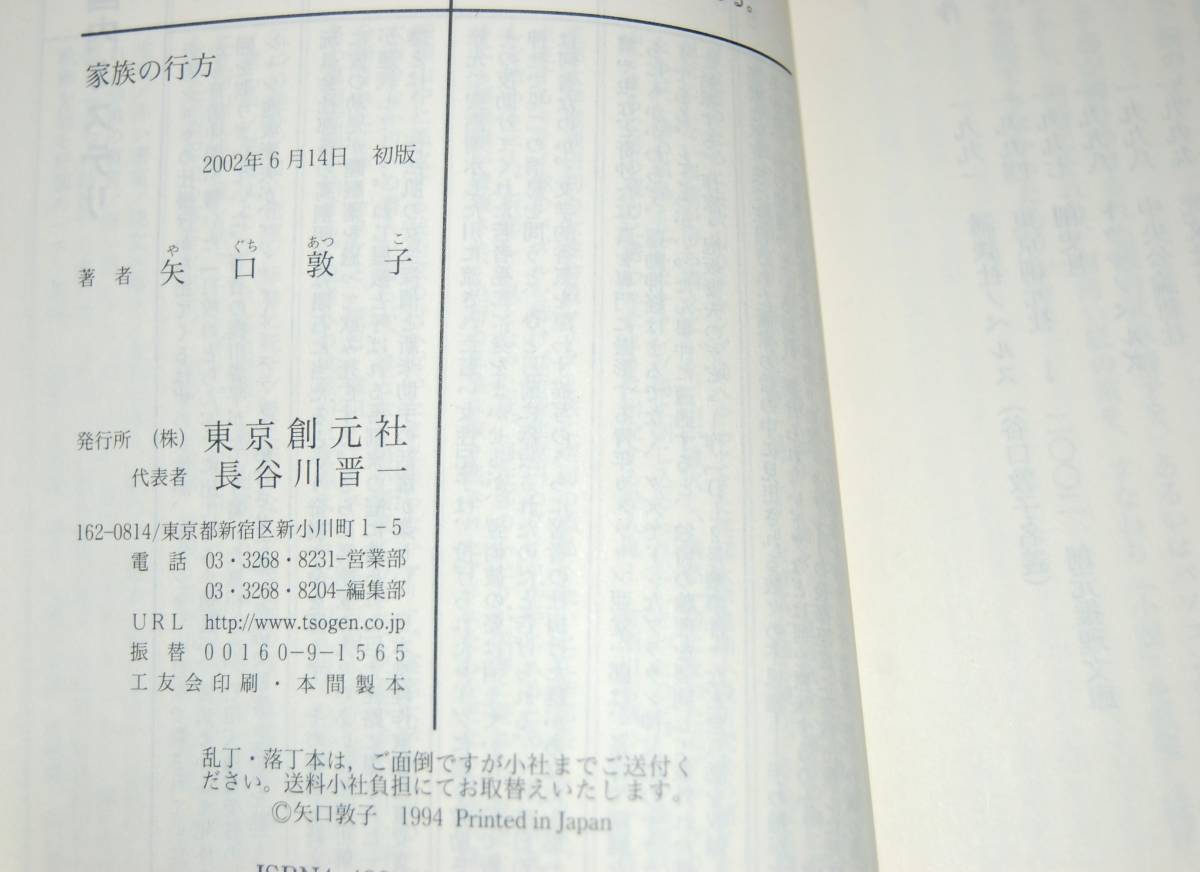 る。
家族の行方
2002年6月14日 初版
や ぐち あつ こ
著者 矢口敦子
発行所 (株) 東京創元社
代表者 長谷川晋一
162-0814/東京都新宿区新小川町1-5
電話 03・3268・8231-営業部
03・3268・8204-編集部
URL http://www.tsogen.co.jp
振替 00160-9-1565
工友会印刷・本間製本
乱丁・落丁本は,ご面倒ですが小社までご送付く
ださい。送料小社負担にてお取替えいたします。
©矢口敦子 1994 Printed in Japan